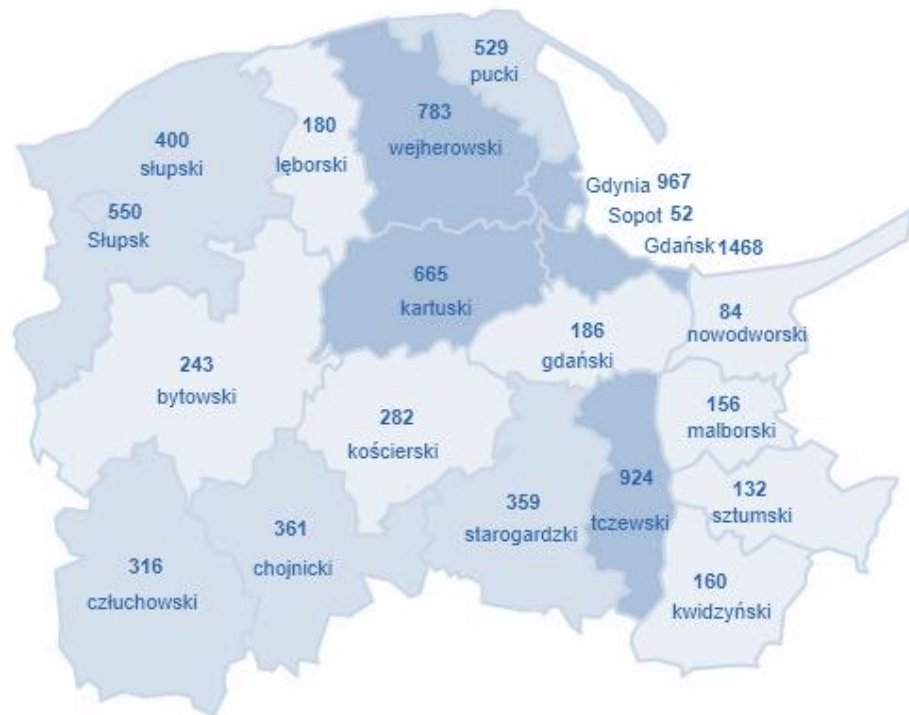 529
pucki
783
wejherowski
180
lęborski
400
słupski
550
Słupsk
Gdynia 967
Sopot 52
Gdańsk 1468
665
kartuski
186
gdański
84
nowodworski
243
bytowski
282
kościerski
156
malborski
924
tczewski
132
sztumski
359
starogardzki
361
chojnicki
316
człuchowski
160
kwidzyński